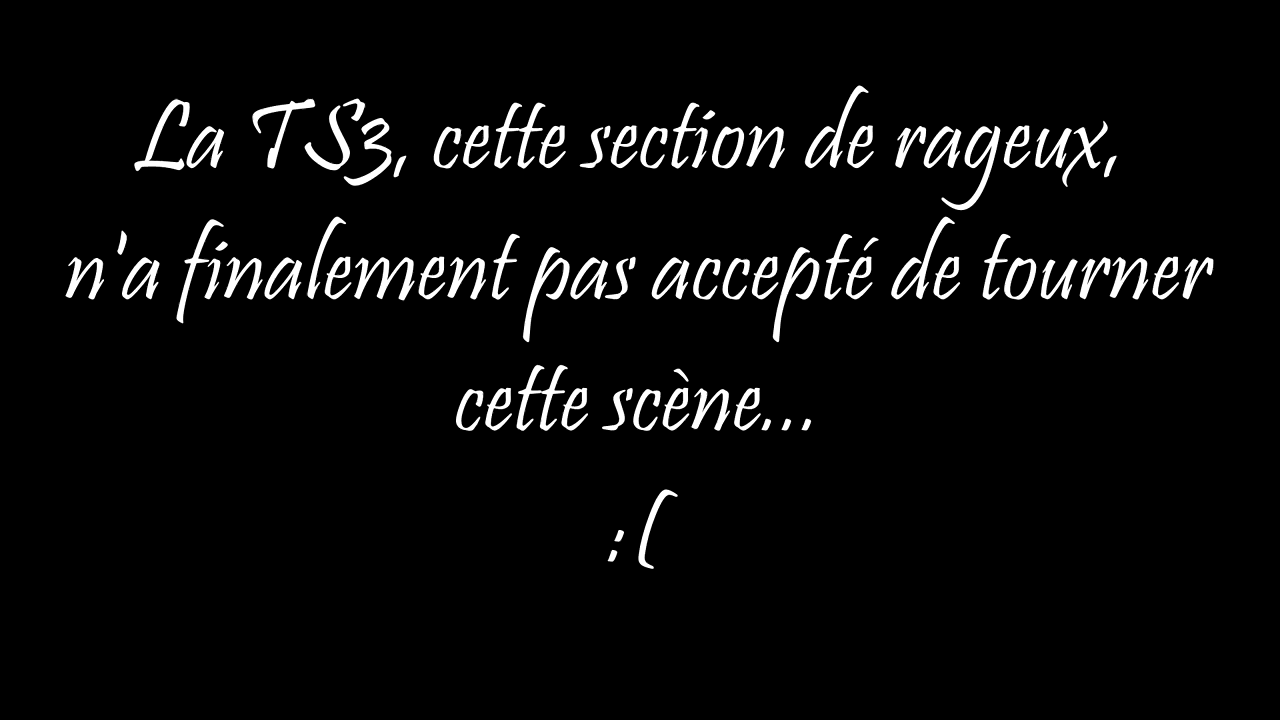 La TS3, cette section de rageux,
n'a finalement pas accepté de tourner
cette scène...
:(